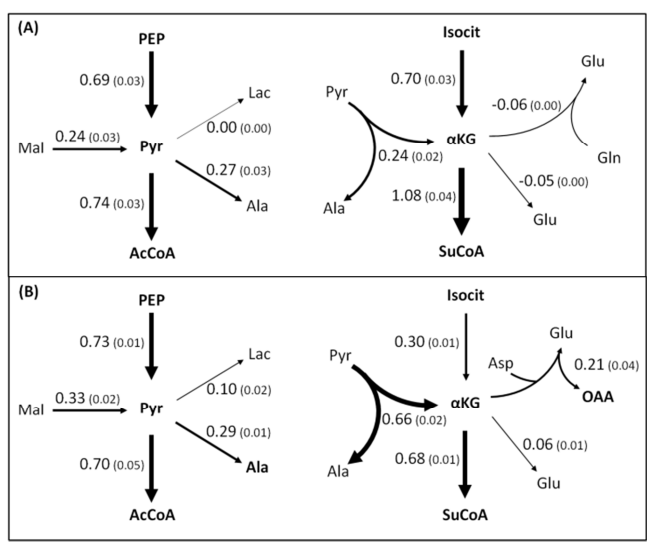 (A)
PEP
0.69 (0.03)
Lac
0.00 (0.00)
Mal
0.24 (0.03)
Pyr
0.27 (0.03)
Ala
0.74 (0.03)
AcCoA
Isocit
0.70 (0.03)
Glu
Pyr
-0.06 (0.00)
αKG
0.24 (0.02)
Gln
-0.05 (0.00)
Ala
1.08 (0.04)
Glu
SuCoA
(B)
PEP
0.73 (0.01)
Lac
0.10 (0.02)
Mal
0.33 (0.02)
Pyr
0.29 (0.01)
Ala
0.70 (0.05)
AcCoA
Isocit
0.30 (0.01)
Glu
Pyr
Asp
0.21 (0.04)
OAA
αKG
0.66 (0.02)
0.06 (0.01)
Ala
0.68 (0.01)
Glu
SuCoA